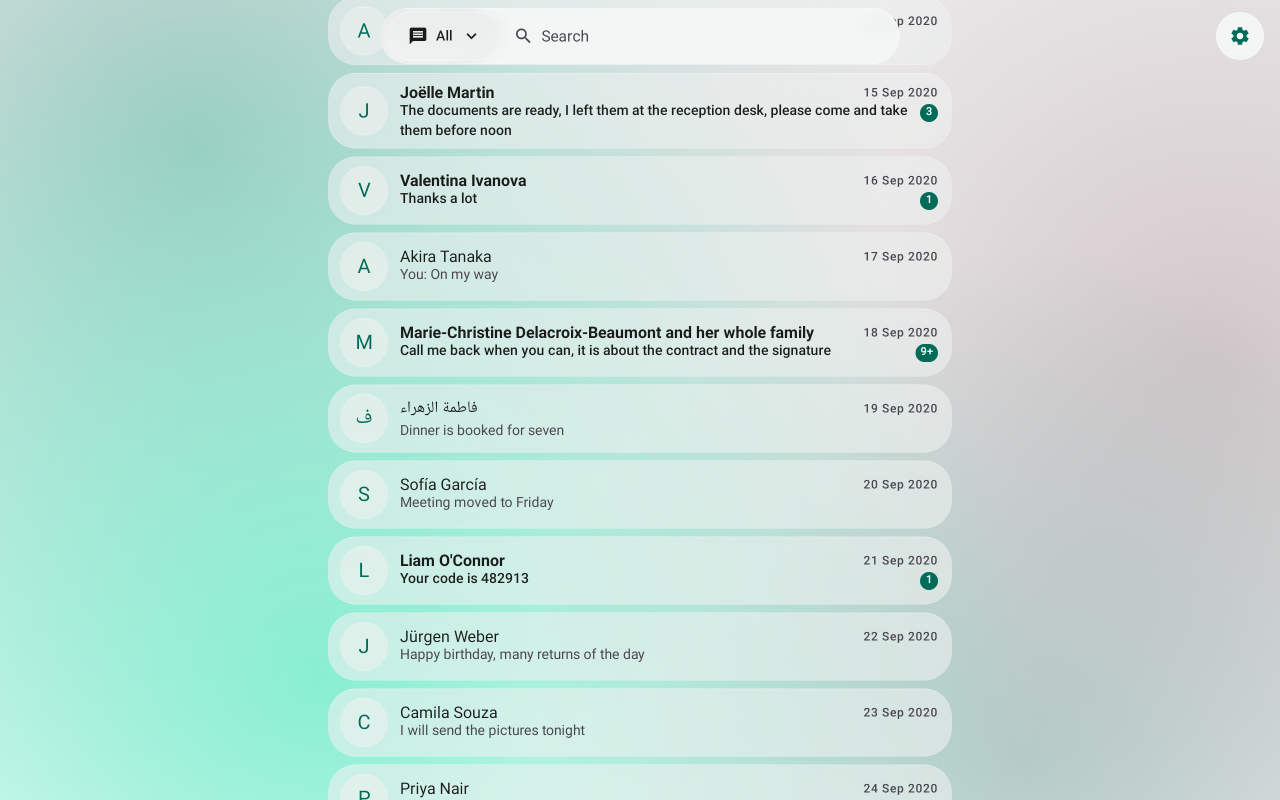 A
All
Search
p 2020
J
Joëlle Martin
15 Sep 2020
The documents are ready, I left them at the reception desk, please come and take
them before noon
3
V
Valentina Ivanova
16 Sep 2020
Thanks a lot
1
A
Akira Tanaka
17 Sep 2020
You: On my way
M
Marie-Christine Delacroix-Beaumont and her whole family
18 Sep 2020
Call me back when you can, it is about the contract and the signature
9+
ف
فاطمة الزهراء
19 Sep 2020
Dinner is booked for seven
S
Sofía García
20 Sep 2020
Meeting moved to Friday
L
Liam O'Connor
21 Sep 2020
Your code is 482913
1
J
Jürgen Weber
22 Sep 2020
Happy birthday, many returns of the day
C
Camila Souza
23 Sep 2020
I will send the pictures tonight
P
Priya Nair
24 Sep 2020